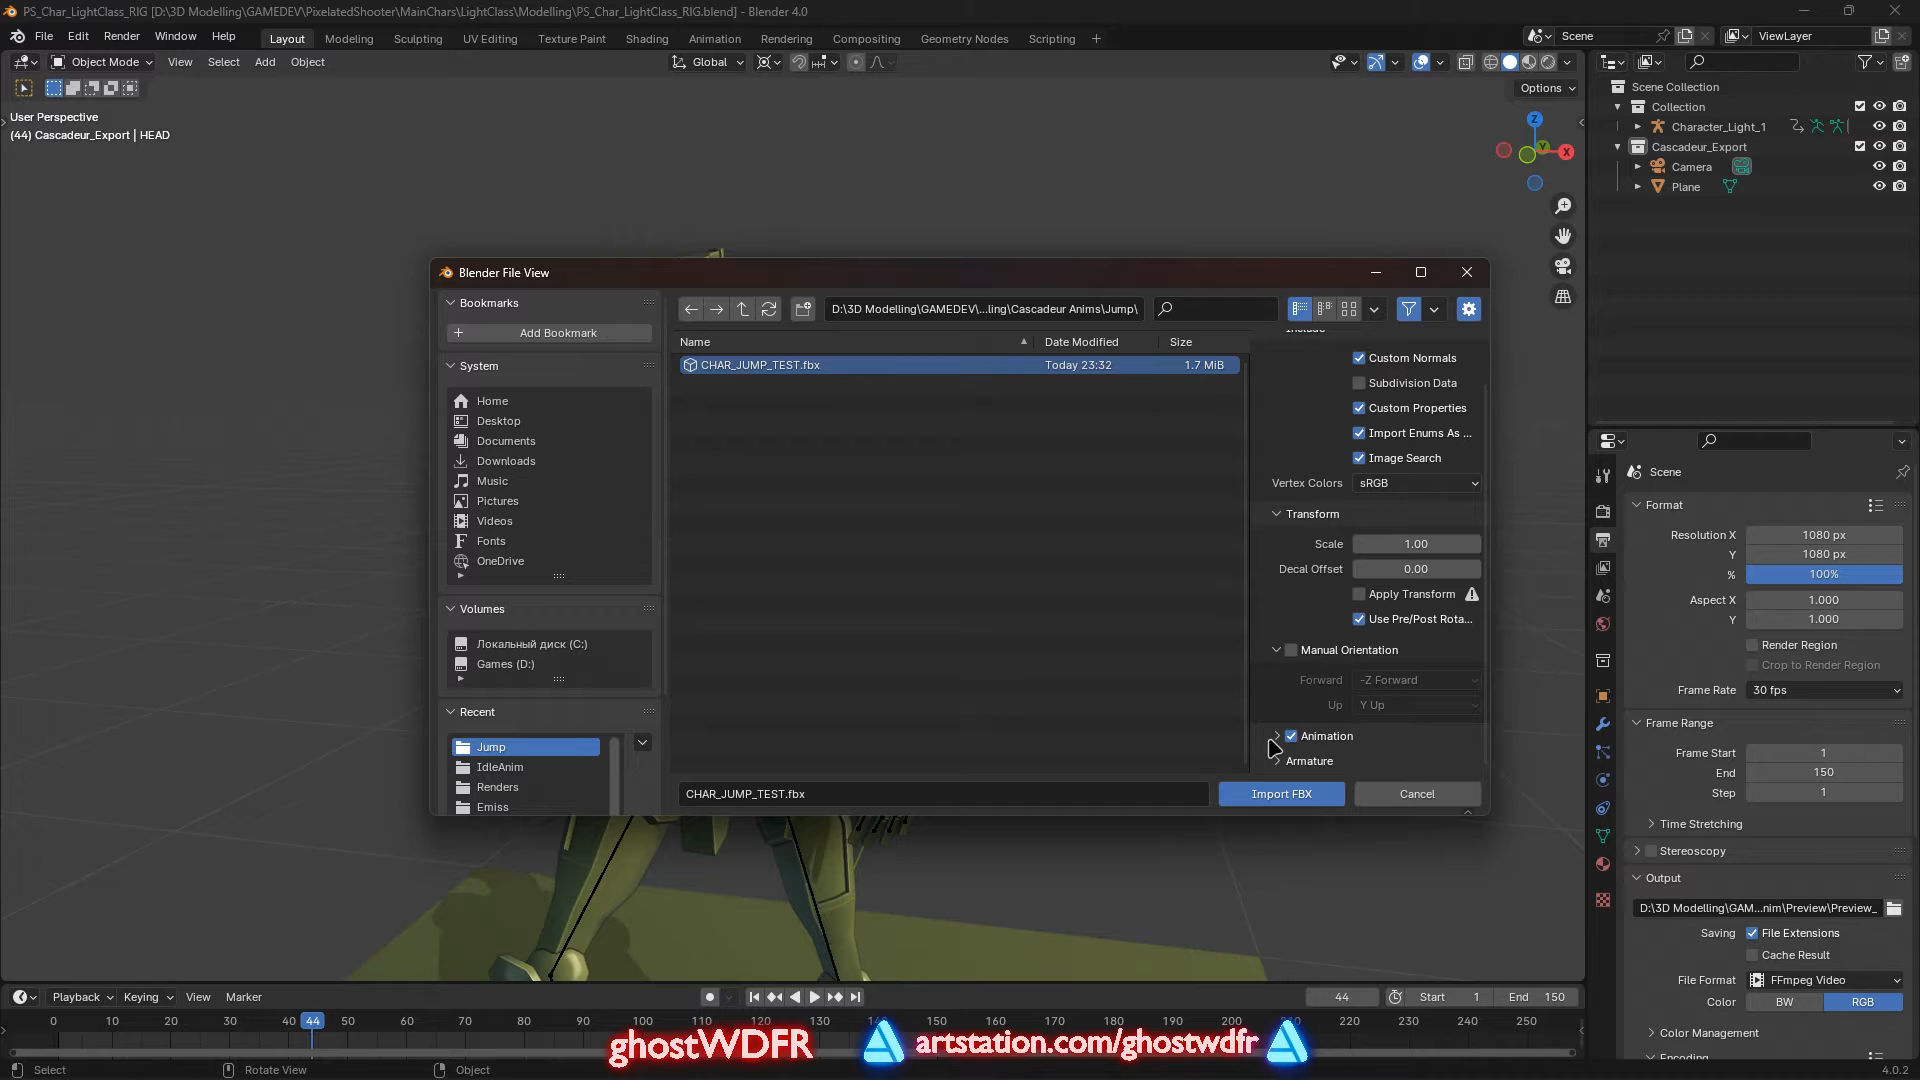 PS_Char_LightClass_RIG [D:\3D Modelling\GAMEDEV\PixelatedShooter\MainChars\LightClass\Modelling\PS_Char_LightClass_RIG.blend] - Blender 4.0
File Edit Render Window Help
Layout Modeling Sculpting UV Editing Texture Paint Shading Animation Rendering Compositing Geometry Nodes Scripting +
Scene
ViewLayer
Object Mode View Select Add Object
Global
Options
User Perspective
(44) Cascadeur_Export | HEAD
Z
Y
X
Scene Collection
Collection
Character_Light_1
Cascadeur_Export
Camera
Plane
Blender File View
Bookmarks
Add Bookmark
System
Home
Desktop
Documents
Downloads
Music
Pictures
Videos
Fonts
OneDrive
Volumes
Локальный диск (C:)
Games (D:)
Recent
Jump
IdleAnim
Renders
Emiss
D:\3D Modelling\GAMEDEV\...ling\Cascadeur Anims\Jump\
Name Date Modified Size
CHAR_JUMP_TEST.fbx Today 23:32 1.7 MiB
Include
Custom Normals
Subdivision Data
Custom Properties
Import Enums As ...
Image Search
Vertex Colors sRGB
Transform
Scale 1.00
Decal Offset 0.00
Apply Transform
Use Pre/Post Rota...
Manual Orientation
Forward -Z Forward
Up Y Up
Animation
Armature
CHAR_JUMP_TEST.fbx
Import FBX
Cancel
Scene
Format
Resolution X 1080 px
Y 1080 px
% 100%
Aspect X 1.000
Y 1.000
Render Region
Crop to Render Region
Frame Rate 30 fps
Frame Range
Frame Start 1
End 150
Step 1
Time Stretching
Stereoscopy
Output
D:\3D Modelling\GAM...nim\Preview\Preview_
Saving File Extensions
Cache Result
File Format FFmpeg Video
Color BW RGB
Color Management
Encoding
Playback Keying View Marker
44 Start 1 End 150
0 10 20 30 40 44 50 60 70 80 90 100 110 120 130 140 150 160 170 180 190 200 210 220 230 240 250
ghostWDFR artstation.com/ghostwdfr
Select Rotate View Object
4.0.2